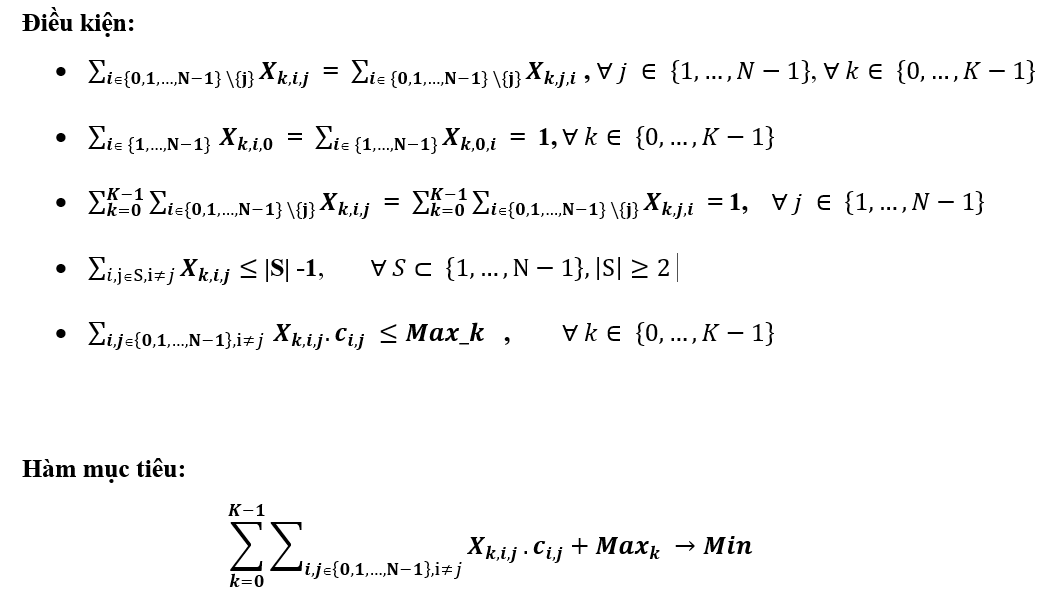 Điều kiện:
• ∑_{i∈{0,1,…,N−1} \{j}} X_{k,i,j} = ∑_{i∈ {0,1,…,N−1} \{j}} X_{k,j,i} , ∀ j ∈ {1, … , N − 1}, ∀ k ∈ {0, … , K − 1}
• ∑_{i∈ {1,…,N−1}} X_{k,i,0} = ∑_{i∈ {1,…,N−1}} X_{k,0,i} = 1, ∀ k ∈ {0, … , K − 1}
• ∑_{k=0}^{K−1} ∑_{i∈{0,1,…,N−1} \{j}} X_{k,i,j} = ∑_{k=0}^{K−1} ∑_{i∈{0,1,…,N−1} \{j}} X_{k,j,i} = 1, ∀ j ∈ {1, … , N − 1}
• ∑_{i,j∈S,i≠j} X_{k,i,j} ≤ |S| -1, ∀ S ⊂ {1, … , N − 1}, |S| ≥ 2
• ∑_{i,j∈{0,1,…,N−1},i≠j} X_{k,i,j}. c_{i,j} ≤ Max_k , ∀ k ∈ {0, … , K − 1}
Hàm mục tiêu:
∑_{k=0}^{K−1} ∑_{i,j∈{0,1,…,N−1},i≠j} X_{k,i,j} . c_{i,j} + Max_k → Min